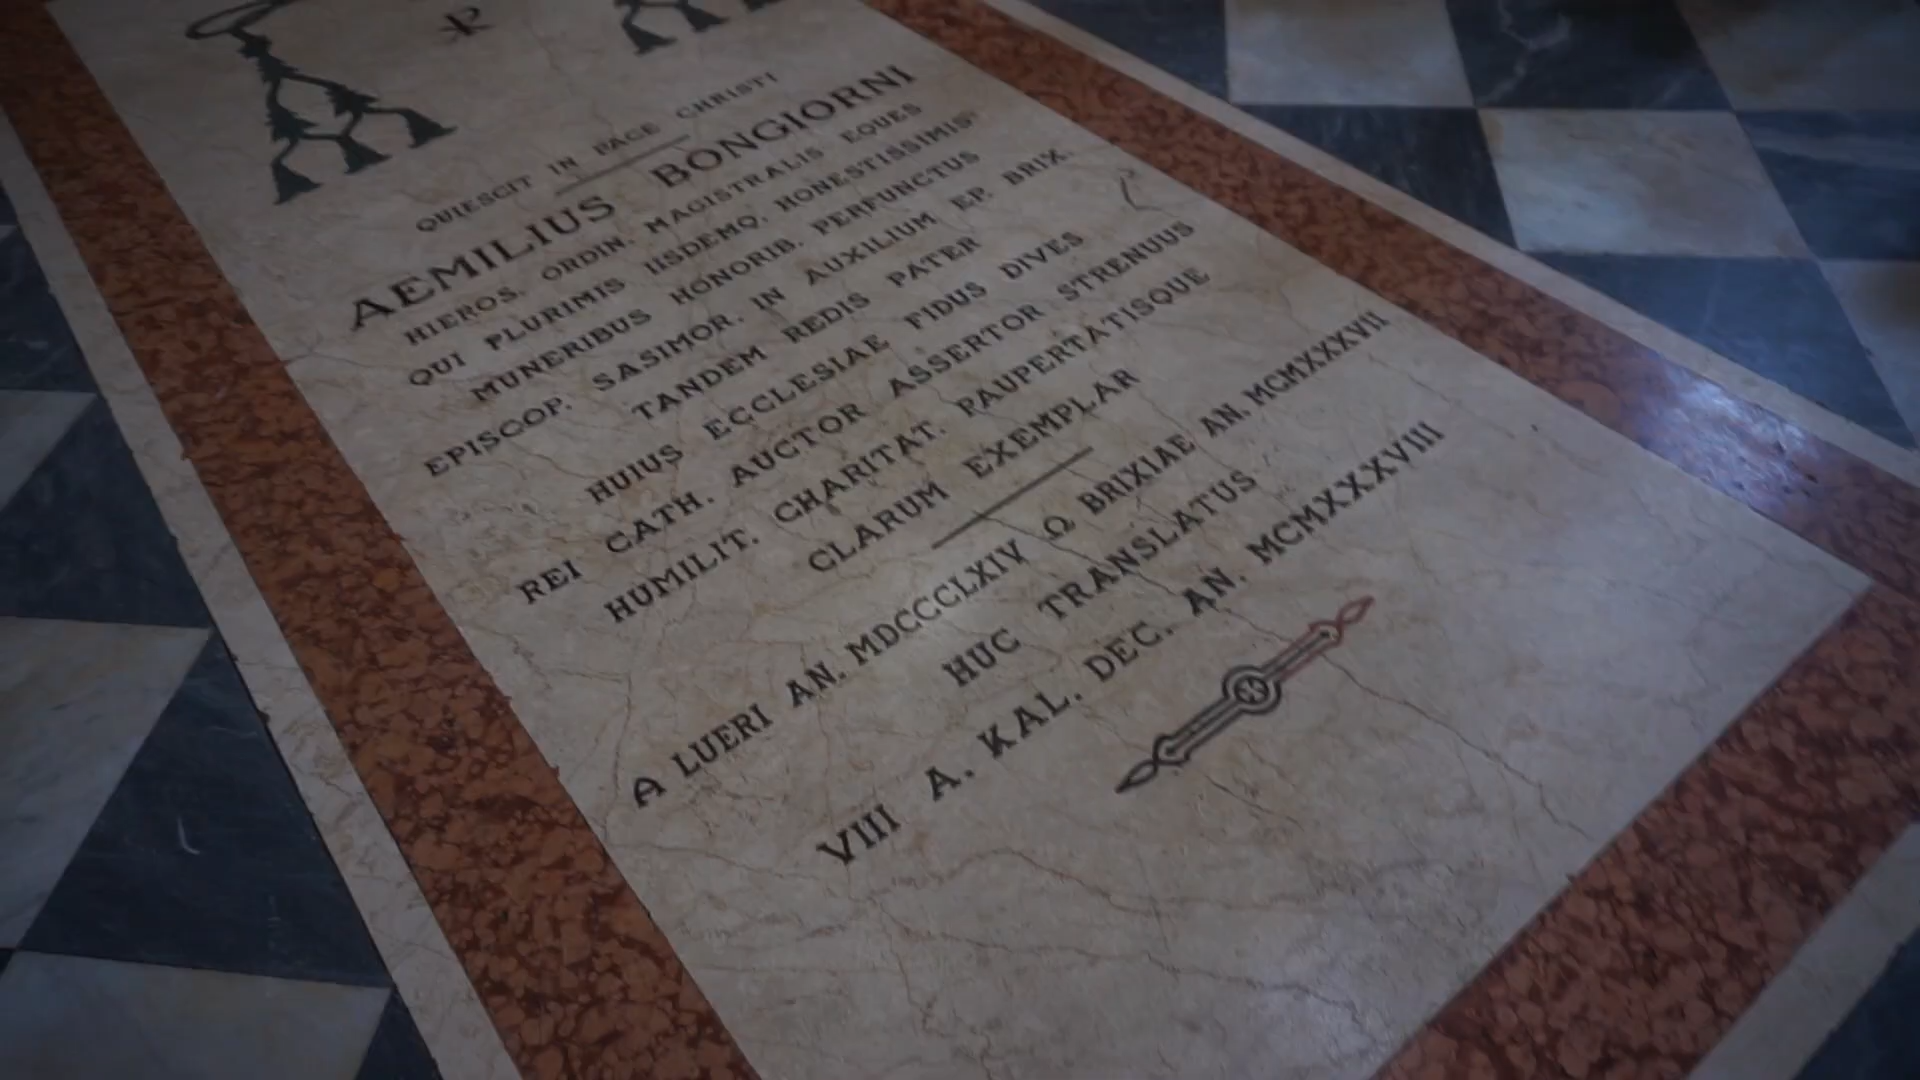 QUIESCIT IN PACE CHRISTI
AEMILIUS BONGIORNI
HIEROS. ORDIN. MAGISTRALIS EQUES
QUI PLURIMIS IISDEMQ. HONESTISSIMIS
MUNERIBUS HONORIB. PERFUNCTUS
EPISCOP. SASIMOR. IN AUXILIUM EP. BRIX.
TANDEM REDIS PATER
HUIUS ECCLESIAE FIDUS DIVES
REI CATH. AUCTOR ASSERTOR STRENUUS
HUMILIT. CHARITAT. PAUPERTATISQUE
CLARUM EXEMPLAR
A LUERI AN. MDCCCLXIV Ω BRIXIAE AN. MCMXXXVII
HUC TRANSLATUS
VIII A. KAL. DEC. AN. MCMXXXVIII